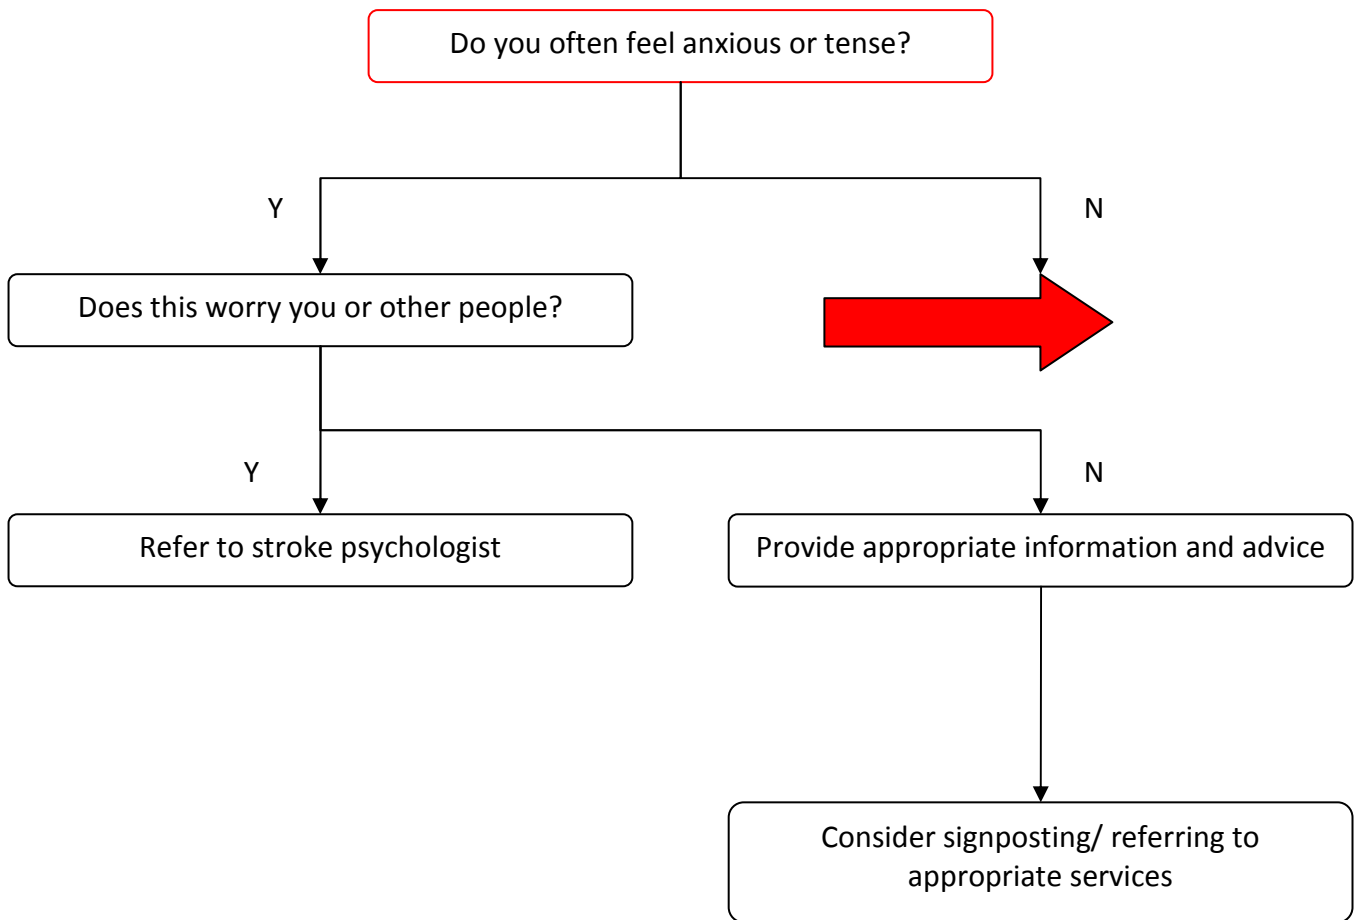 Do you often feel anxious or tense?
Y
N
Does this worry you or other people?
Y
N
Refer to stroke psychologist
Provide appropriate information and advice
Consider signposting/ referring to
appropriate services